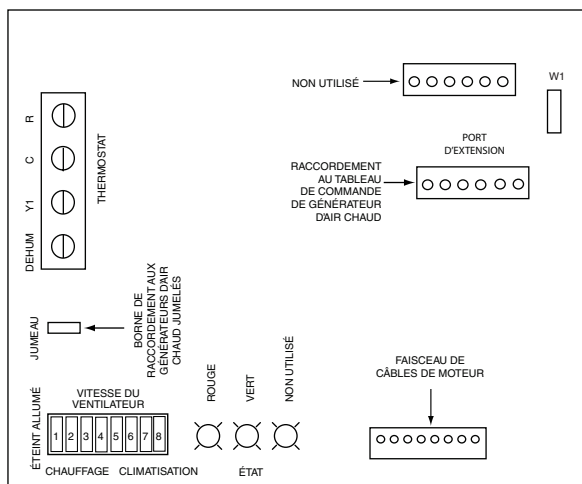 NON UTILISÉ
W1
PORT
D'EXTENSION
RACCORDEMENT
AU TABLEAU
DE COMMANDE
DE GÉNÉRATEUR
D'AIR CHAUD
R
C
Y1
DEHUM
THERMOSTAT
JUMEAU
BORNE DE
RACCORDEMENT AUX
GÉNÉRATEURS D'AIR
CHAUD JUMELÉS
ÉTEINT ALLUMÉ
VITESSE DU
VENTILATEUR
1 2 3 4 5 6 7 8
CHAUFFAGE CLIMATISATION
ROUGE
VERT
NON UTILISÉ
ÉTAT
FAISCEAU DE
CÂBLES DE MOTEUR